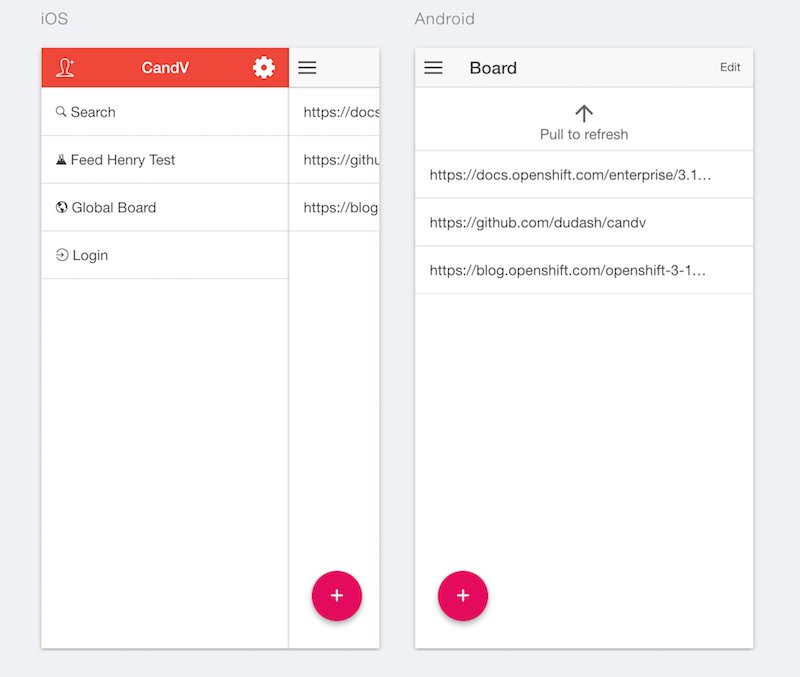 iOS
CandV
Search
Feed Henry Test
Global Board
Login
https://docs
https://githu
https://blog
+
Android
Board
Edit
Pull to refresh
https://docs.openshift.com/enterprise/3.1…
https://github.com/dudash/candv
https://blog.openshift.com/openshift-3-1…
+